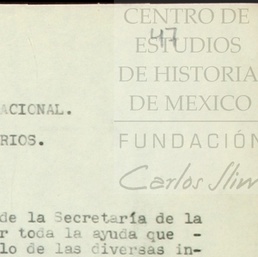 CENTRO DE
47
ESTUDIOS
DE HISTORIA
DE MEXICO
FUNDACIÓN
Carlos Slim
ACIONAL.
RIOS.
de la Secretaría de la
r toda la ayuda que -
lo de las diversas in-